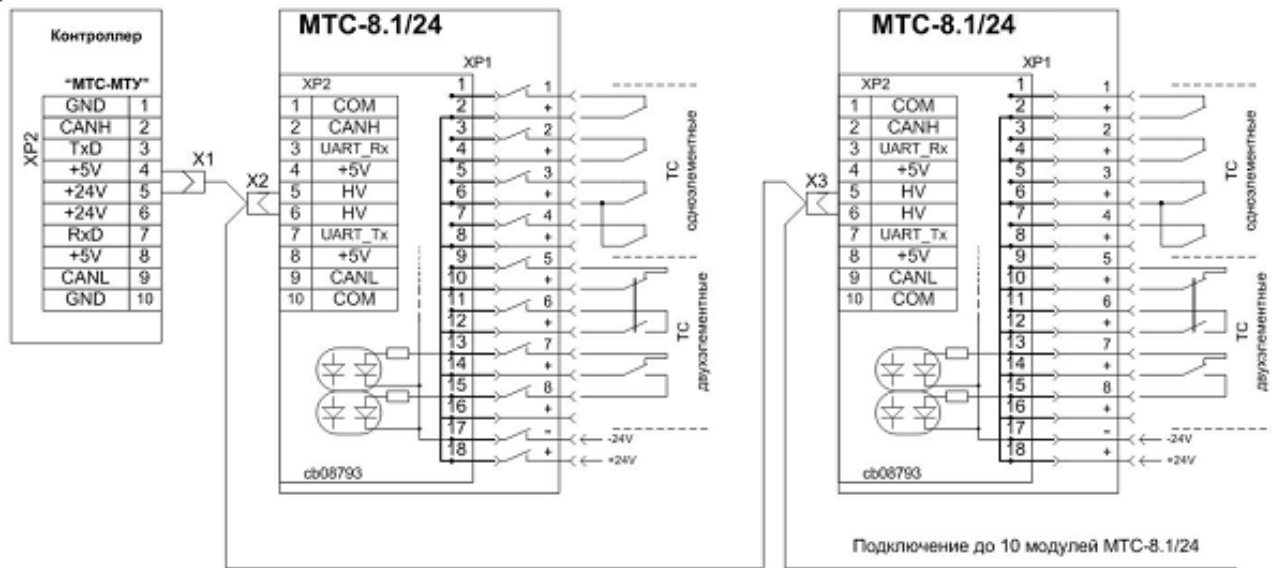 Контроллер
"МТС-МТУ"
XP2
GND 1
CANH 2
TxD 3
+5V 4
+24V 5
+24V 6
RxD 7
+5V 8
CANL 9
GND 10
X1
X2
МТС-8.1/24
XP1
XP2
1 COM
2 CANH
3 UART_Rx
4 +5V
5 HV
6 HV
7 UART_Tx
8 +5V
9 CANL
10 COM
1 1
2 +
3 2
4 +
5 3
6 +
7 4
8 +
9 5
10 +
11 6
12 +
13 7
14 +
15 8
16 +
17 - -24V
18 + +24V
ТС
одноэлементные
ТС
двухэлементные
cb08793
X3
МТС-8.1/24
XP1
XP2
1 COM
2 CANH
3 UART_Rx
4 +5V
5 HV
6 HV
7 UART_Tx
8 +5V
9 CANL
10 COM
1 1
2 +
3 2
4 +
5 3
6 +
7 4
8 +
9 5
10 +
11 6
12 +
13 7
14 +
15 8
16 +
17 - -24V
18 + +24V
ТС
одноэлементные
ТС
двухэлементные
cb08793
Подключение до 10 модулей МТС-8.1/24